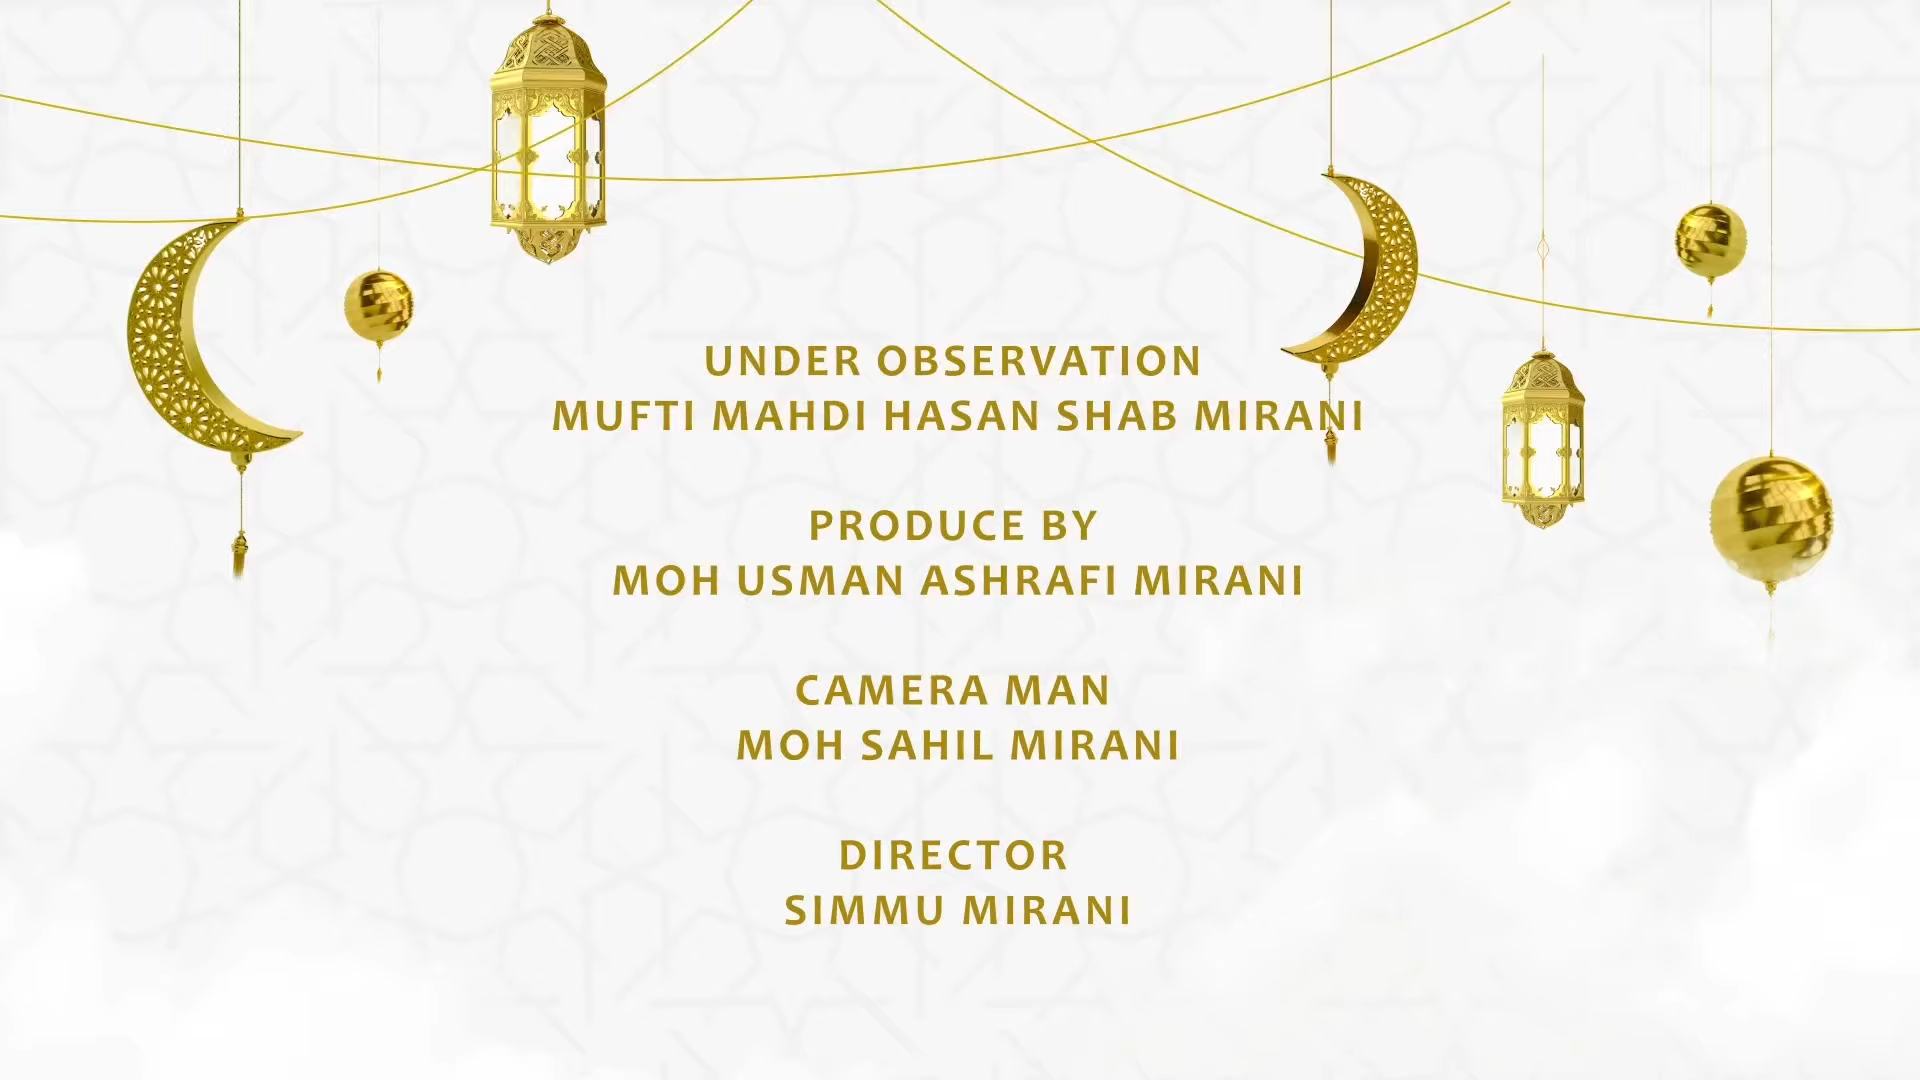 UNDER OBSERVATION
MUFTI MAHDI HASAN SHAB MIRANI
PRODUCE BY
MOH USMAN ASHRAFI MIRANI
CAMERA MAN
MOH SAHIL MIRANI
DIRECTOR
SIMMU MIRANI